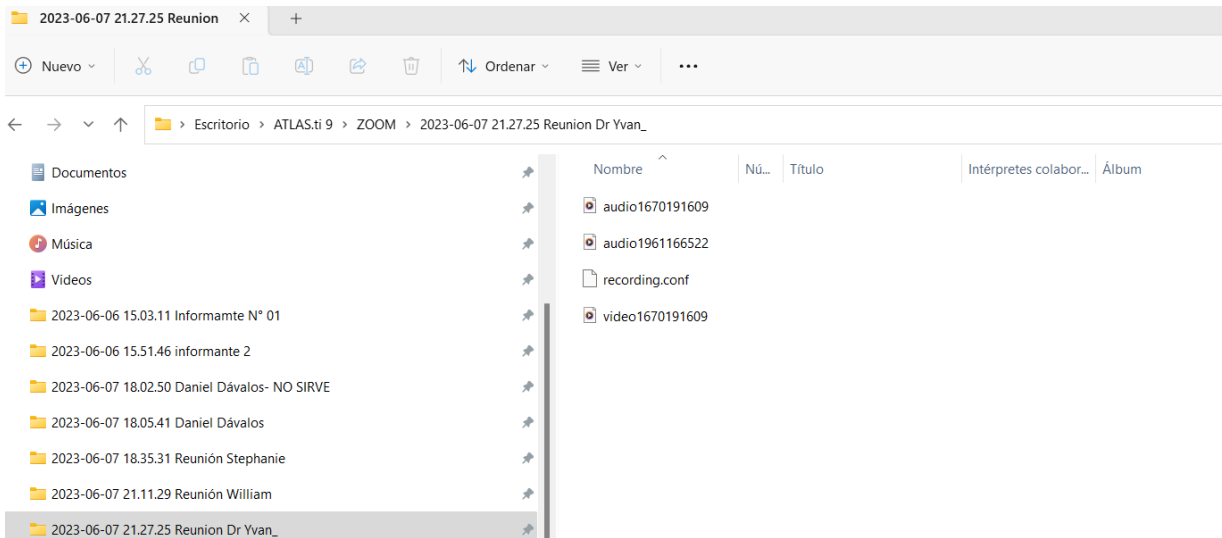 2023-06-07 21.27.25 Reunion
Nuevo
Ordenar
Ver
Escritorio > ATLAS.ti 9 > ZOOM > 2023-06-07 21.27.25 Reunion Dr Yvan_
Documentos
Imágenes
Música
Videos
2023-06-06 15.03.11 Informamte N° 01
2023-06-06 15.51.46 informante 2
2023-06-07 18.02.50 Daniel Dávalos- NO SIRVE
2023-06-07 18.05.41 Daniel Dávalos
2023-06-07 18.35.31 Reunión Stephanie
2023-06-07 21.11.29 Reunión William
2023-06-07 21.27.25 Reunion Dr Yvan_
Nombre Nú... Título Intérpretes colabor... Álbum
audio1670191609
audio1961166522
recording.conf
video1670191609